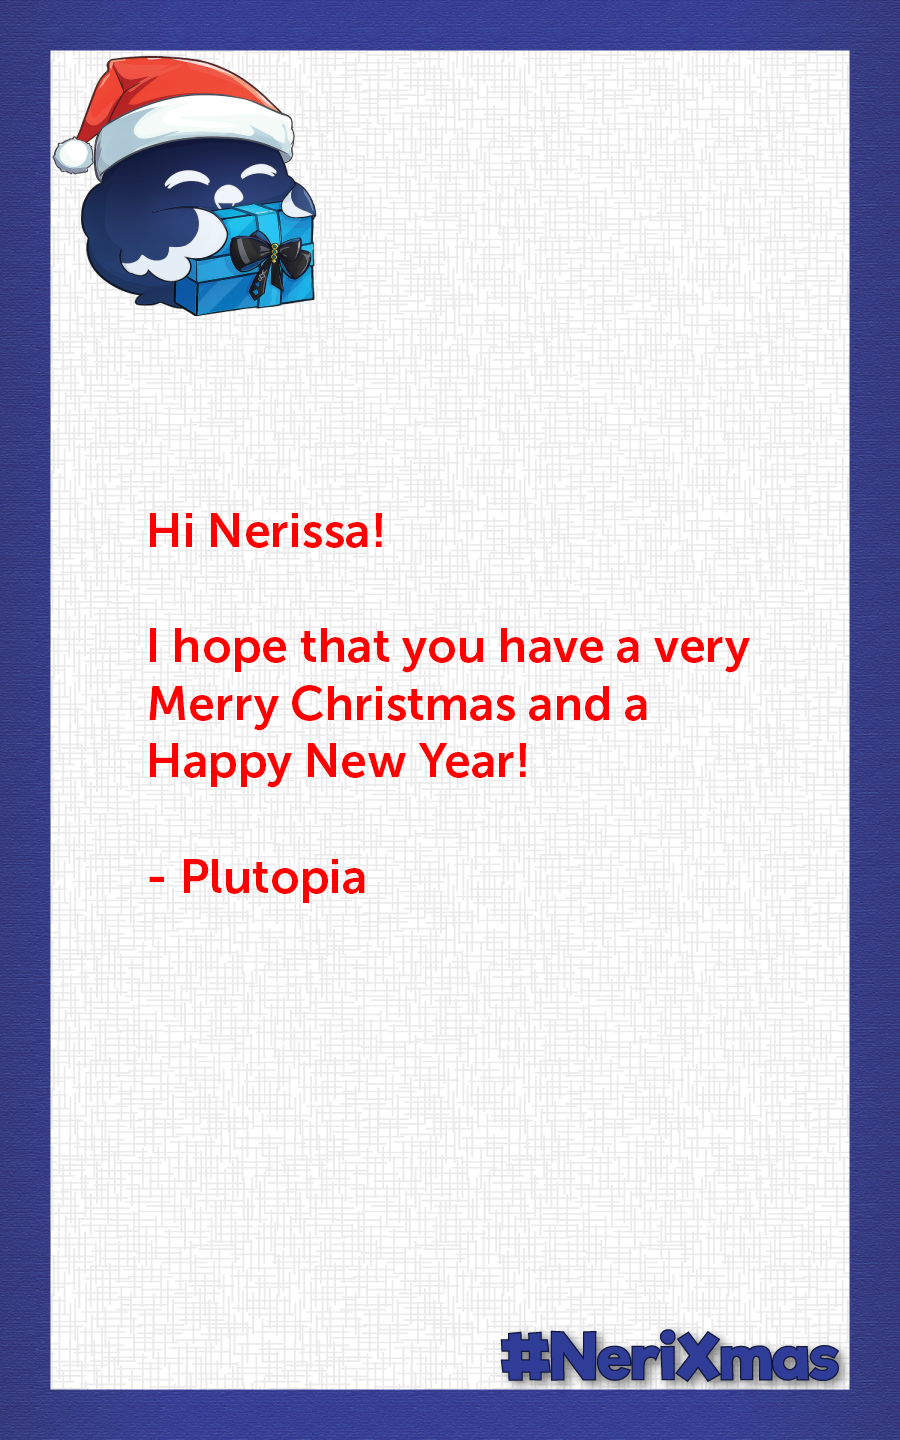 Hi Nerissa!
I hope that you have a very
Merry Christmas and a
Happy New Year!
- Plutopia
#NeriXmas